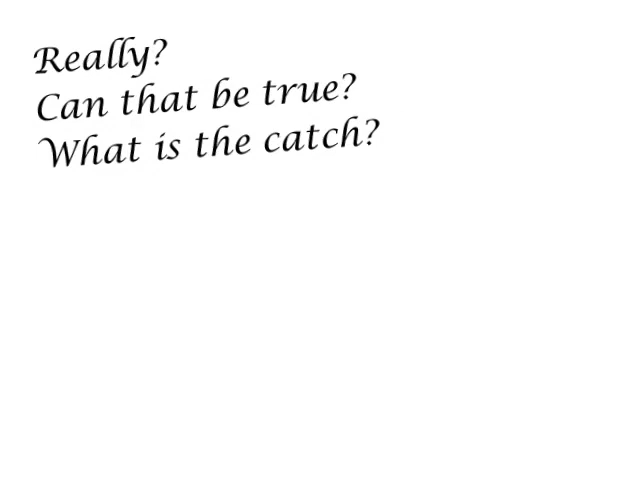 Really?
Can that be true?
What is the catch?